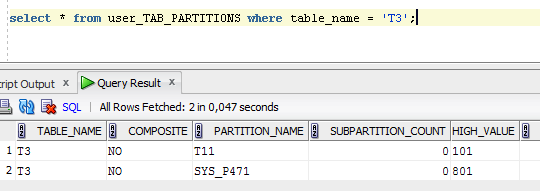 select * from user_TAB_PARTITIONS where table_name = 'T3';
ript Output x Query Result x
SQL | All Rows Fetched: 2 in 0,047 seconds
TABLE_NAME COMPOSITE PARTITION_NAME SUBPARTITION_COUNT HIGH_VALUE
1 T3 NO T11 0 101
2 T3 NO SYS_P471 0 801